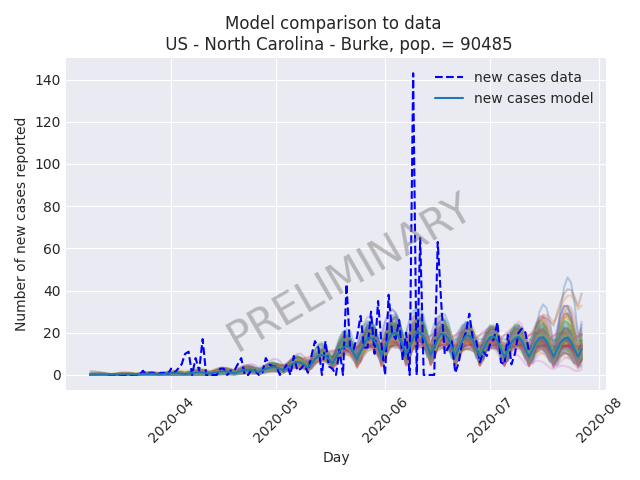 Model comparison to data
US - North Carolina - Burke, pop. = 90485
new cases data
new cases model
Number of new cases reported
140
120
100
80
60
40
20
0
PRELIMINARY
2020-04
2020-05
2020-06
2020-07
2020-08
Day